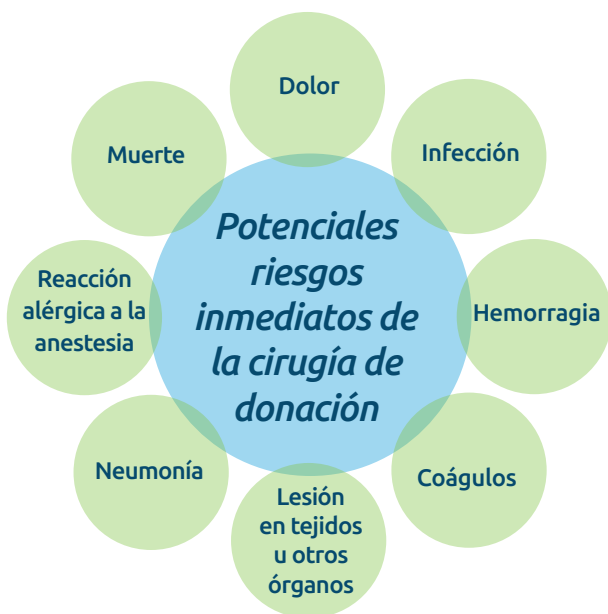 Potenciales
riesgos
inmediatos de
la cirugía de
donación
Dolor
Infección
Hemorragia
Coágulos
Lesión
en tejidos
u otros
órganos
Neumonía
Reacción
alérgica a la
anestesia
Muerte